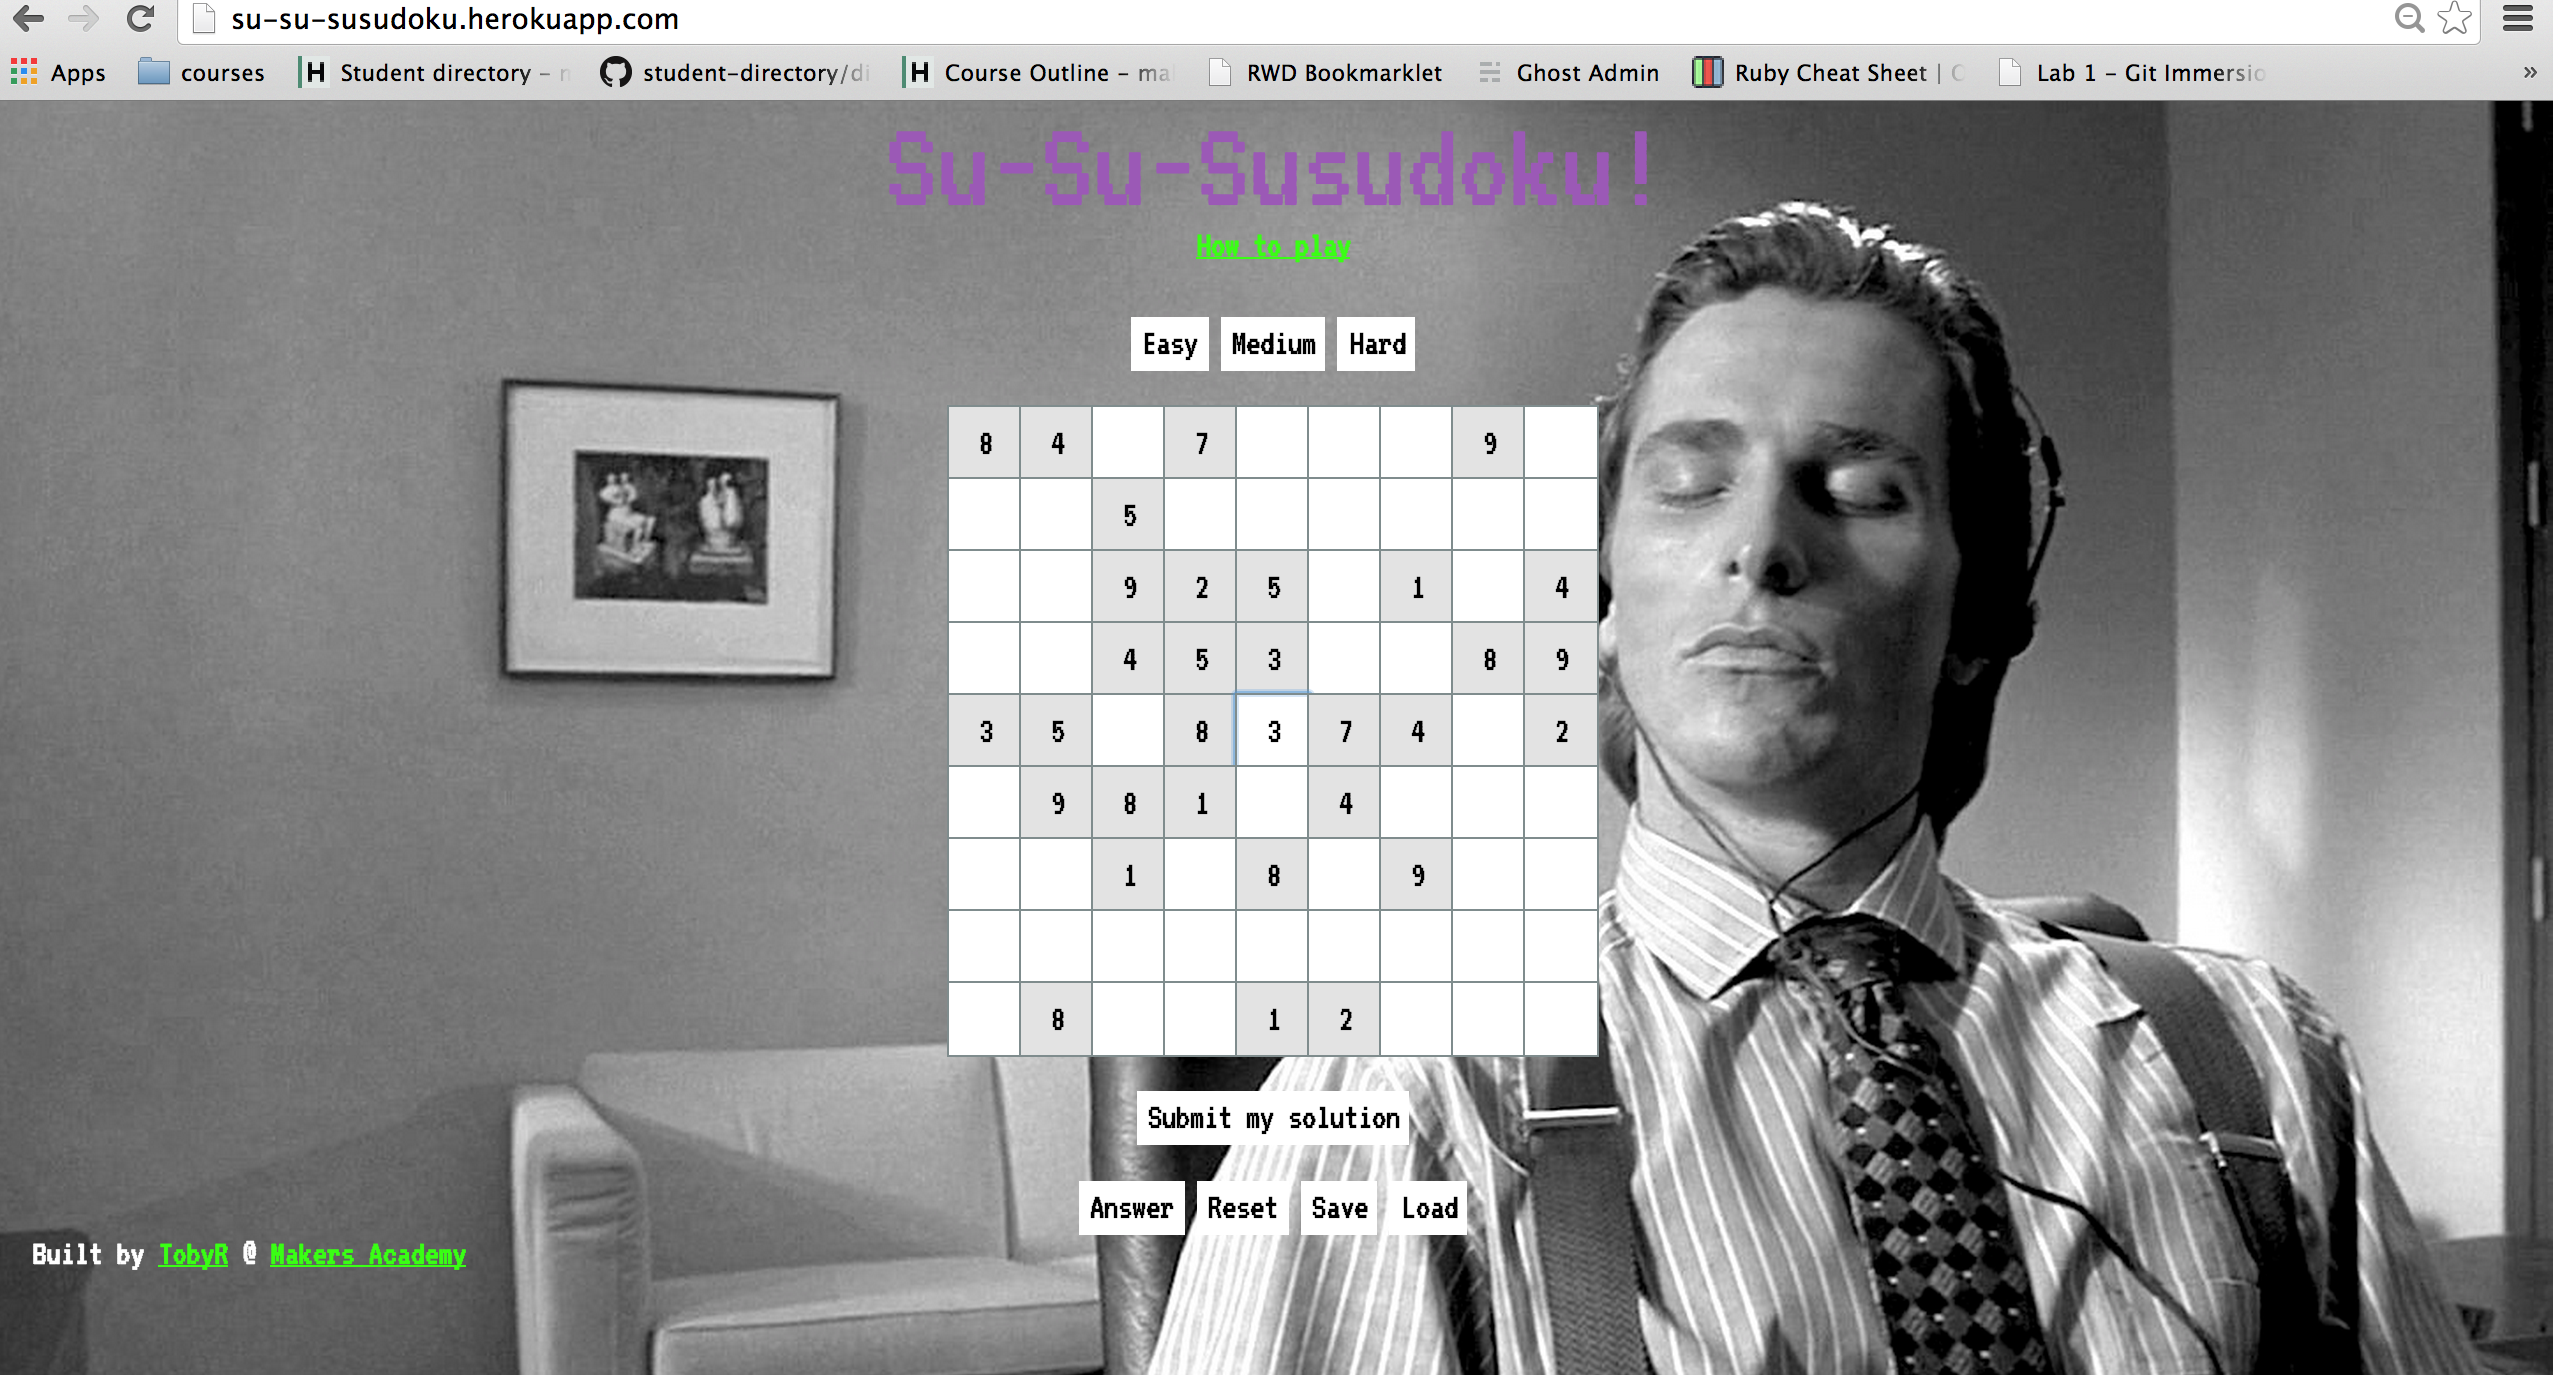 su-su-susudoku.herokuapp.com
Apps courses Student directory – student-directory/di Course Outline – RWD Bookmarklet Ghost Admin Ruby Cheat Sheet | Lab 1 – Git Immersio »
Su-Su-Susudoku!
How to play
Easy Medium Hard
8 4 7 9
5
9 2 5 1 4
4 5 3 8 9
3 5 8 3 7 4 2
9 8 1 4
1 8 9
8 1 2
Submit my solution
Answer Reset Save Load
Built by TobyR @ Makers Academy